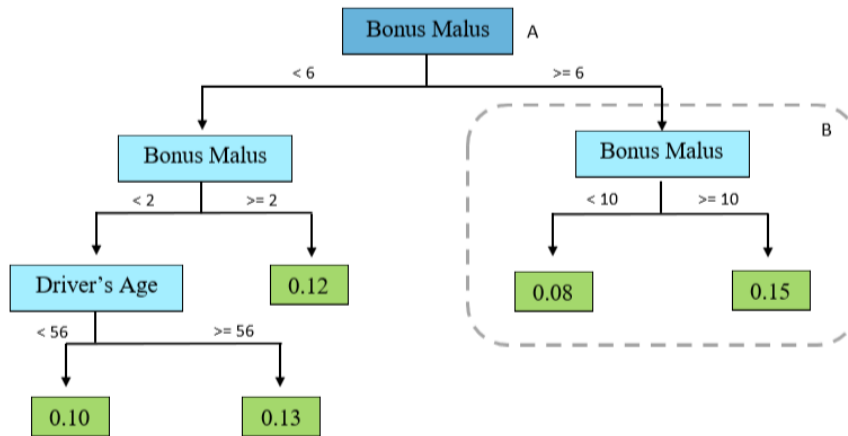 Bonus Malus A
< 6 >= 6
B
Bonus Malus Bonus Malus
< 2 >= 2 < 10 >= 10
Driver's Age 0.12 0.08 0.15
< 56 >= 56
0.10 0.13